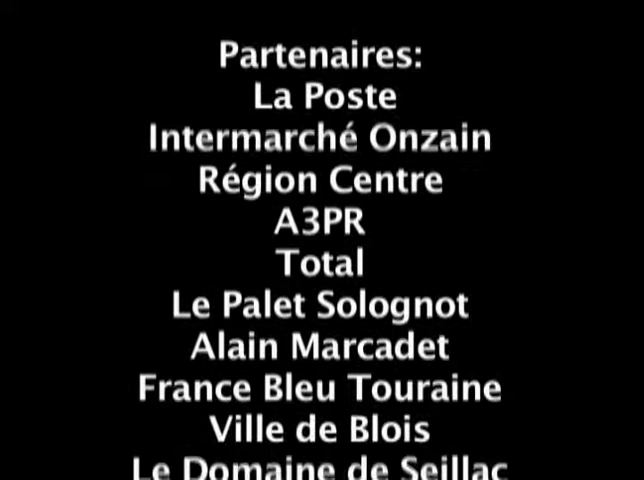 Partenaires:
La Poste
Intermarché Onzain
Région Centre
A3PR
Total
Le Palet Solognot
Alain Marcadet
France Bleu Touraine
Ville de Blois
Le Domaine de Seillac